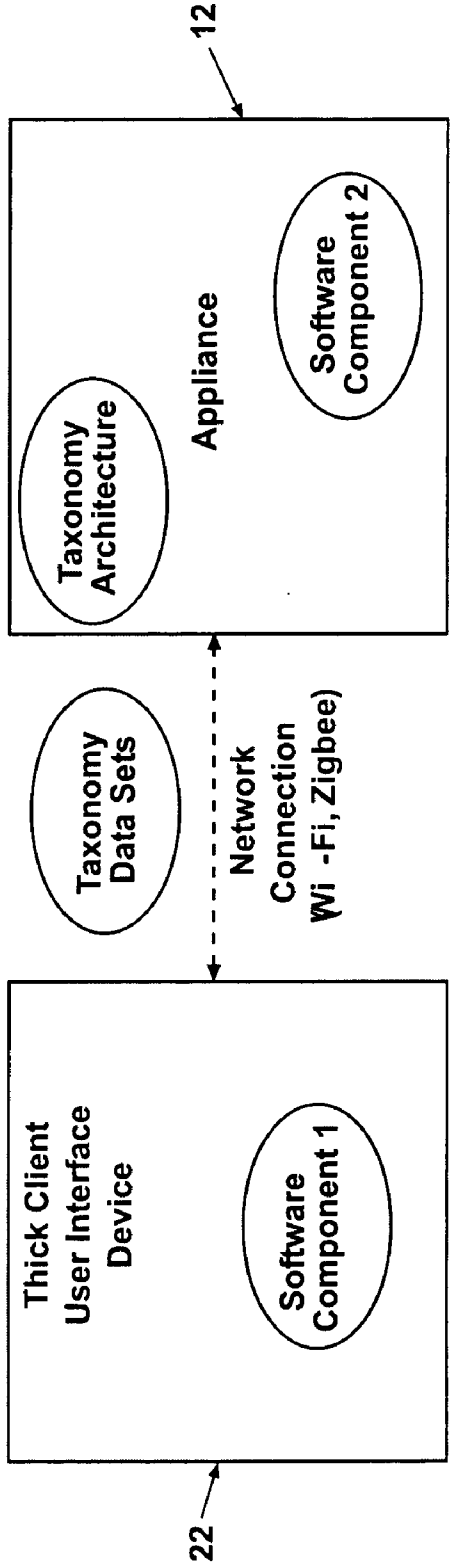 22
Thick Client
User Interface
Device
Software
Component 1
Taxonomy
Data Sets
Network
Connection
(Wi -Fi, Zigbee)
Taxonomy
Architecture
Appliance
Software
Component 2
12